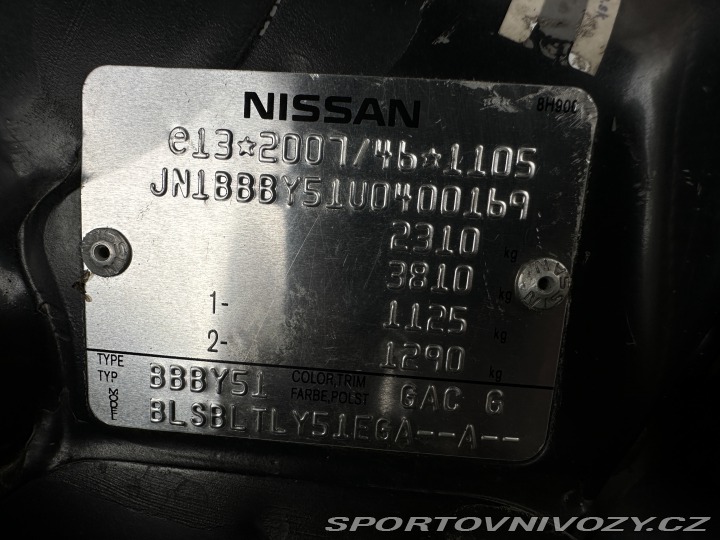 NISSAN
8H900
e13*2007/46*1105
JN1BBBY51U0400169
2310 kg
3810 kg
1- 1125 kg
2- 1290 kg
TYPE
TYP BBBY51 COLOR,TRIM
FARBE,POLST GAC G
MODEL BLSBLTLY51EGA--A--
SPORTOVNIVOZY.CZ